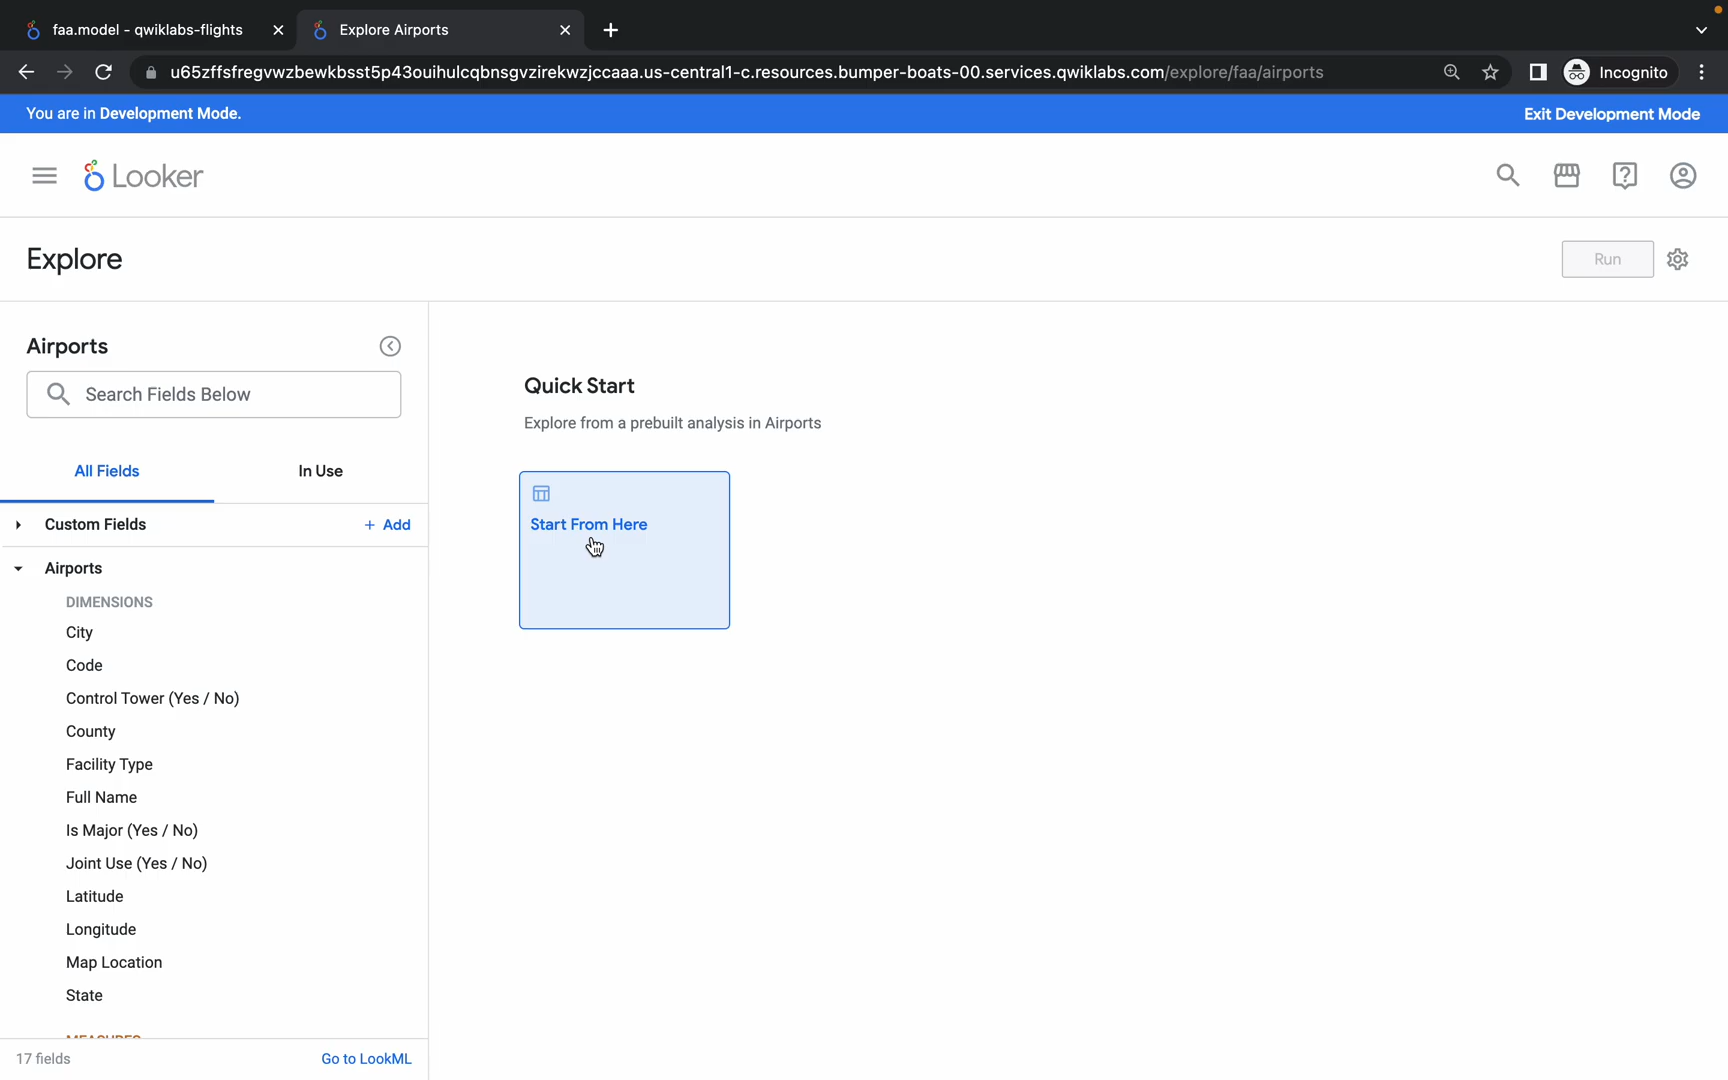 faa.model - qwiklabs-flights
Explore Airports
u65zffsfregvwzbewkbsst5p43ouihulcqbnsgvzirekwzjccaaa.us-central1-c.resources.bumper-boats-00.services.qwiklabs.com/explore/faa/airports
Incognito
You are in Development Mode.
Exit Development Mode
Looker
Explore
Run
Airports
Search Fields Below
All Fields
In Use
Custom Fields
+ Add
Airports
DIMENSIONS
City
Code
Control Tower (Yes / No)
County
Facility Type
Full Name
Is Major (Yes / No)
Joint Use (Yes / No)
Latitude
Longitude
Map Location
State
MEASURES
17 fields
Go to LookML
Quick Start
Explore from a prebuilt analysis in Airports
Start From Here